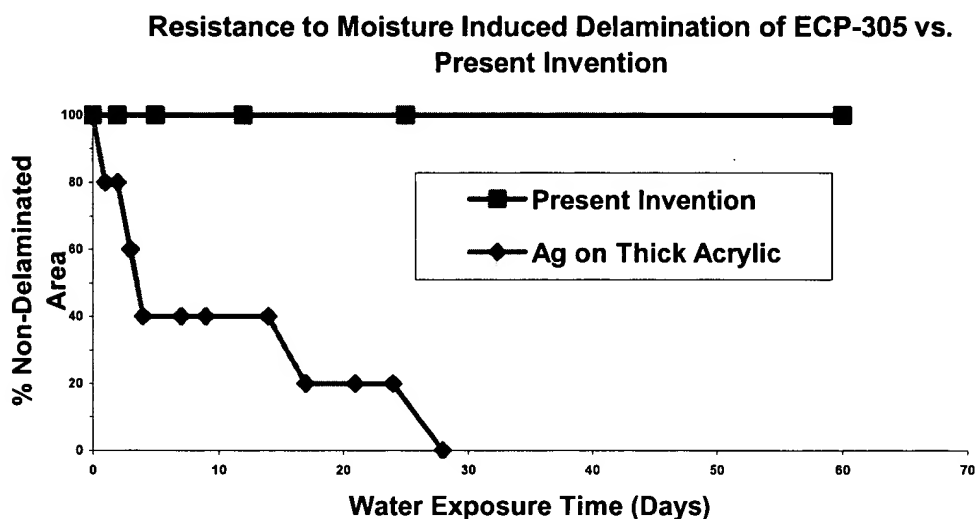 Resistance to Moisture Induced Delamination of ECP-305 vs.
Present Invention
% Non-Delaminated
Area
100
80
60
40
20
0
Present Invention
Ag on Thick Acrylic
0 10 20 30 40 50 60 70
Water Exposure Time (Days)